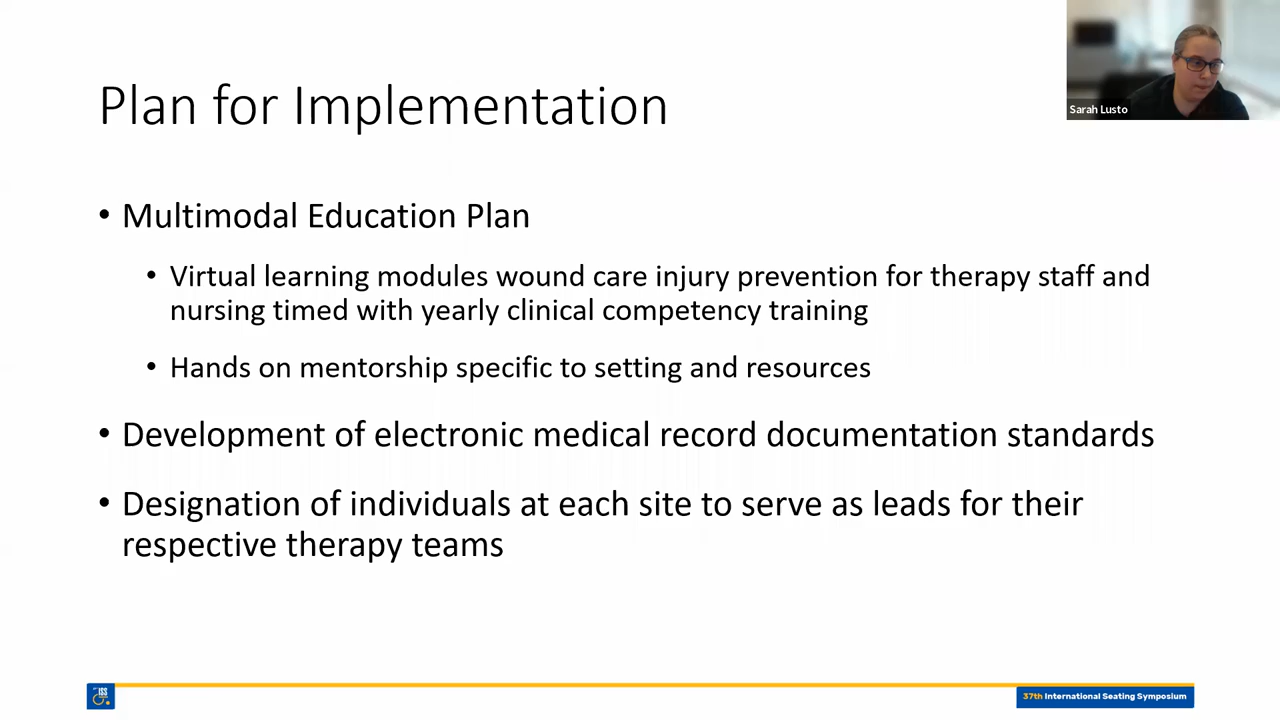 Sarah Lusto
Plan for Implementation
• Multimodal Education Plan
• Virtual learning modules wound care injury prevention for therapy staff and
nursing timed with yearly clinical competency training
• Hands on mentorship specific to setting and resources
• Development of electronic medical record documentation standards
• Designation of individuals at each site to serve as leads for their
respective therapy teams
ISS
37th International Seating Symposium